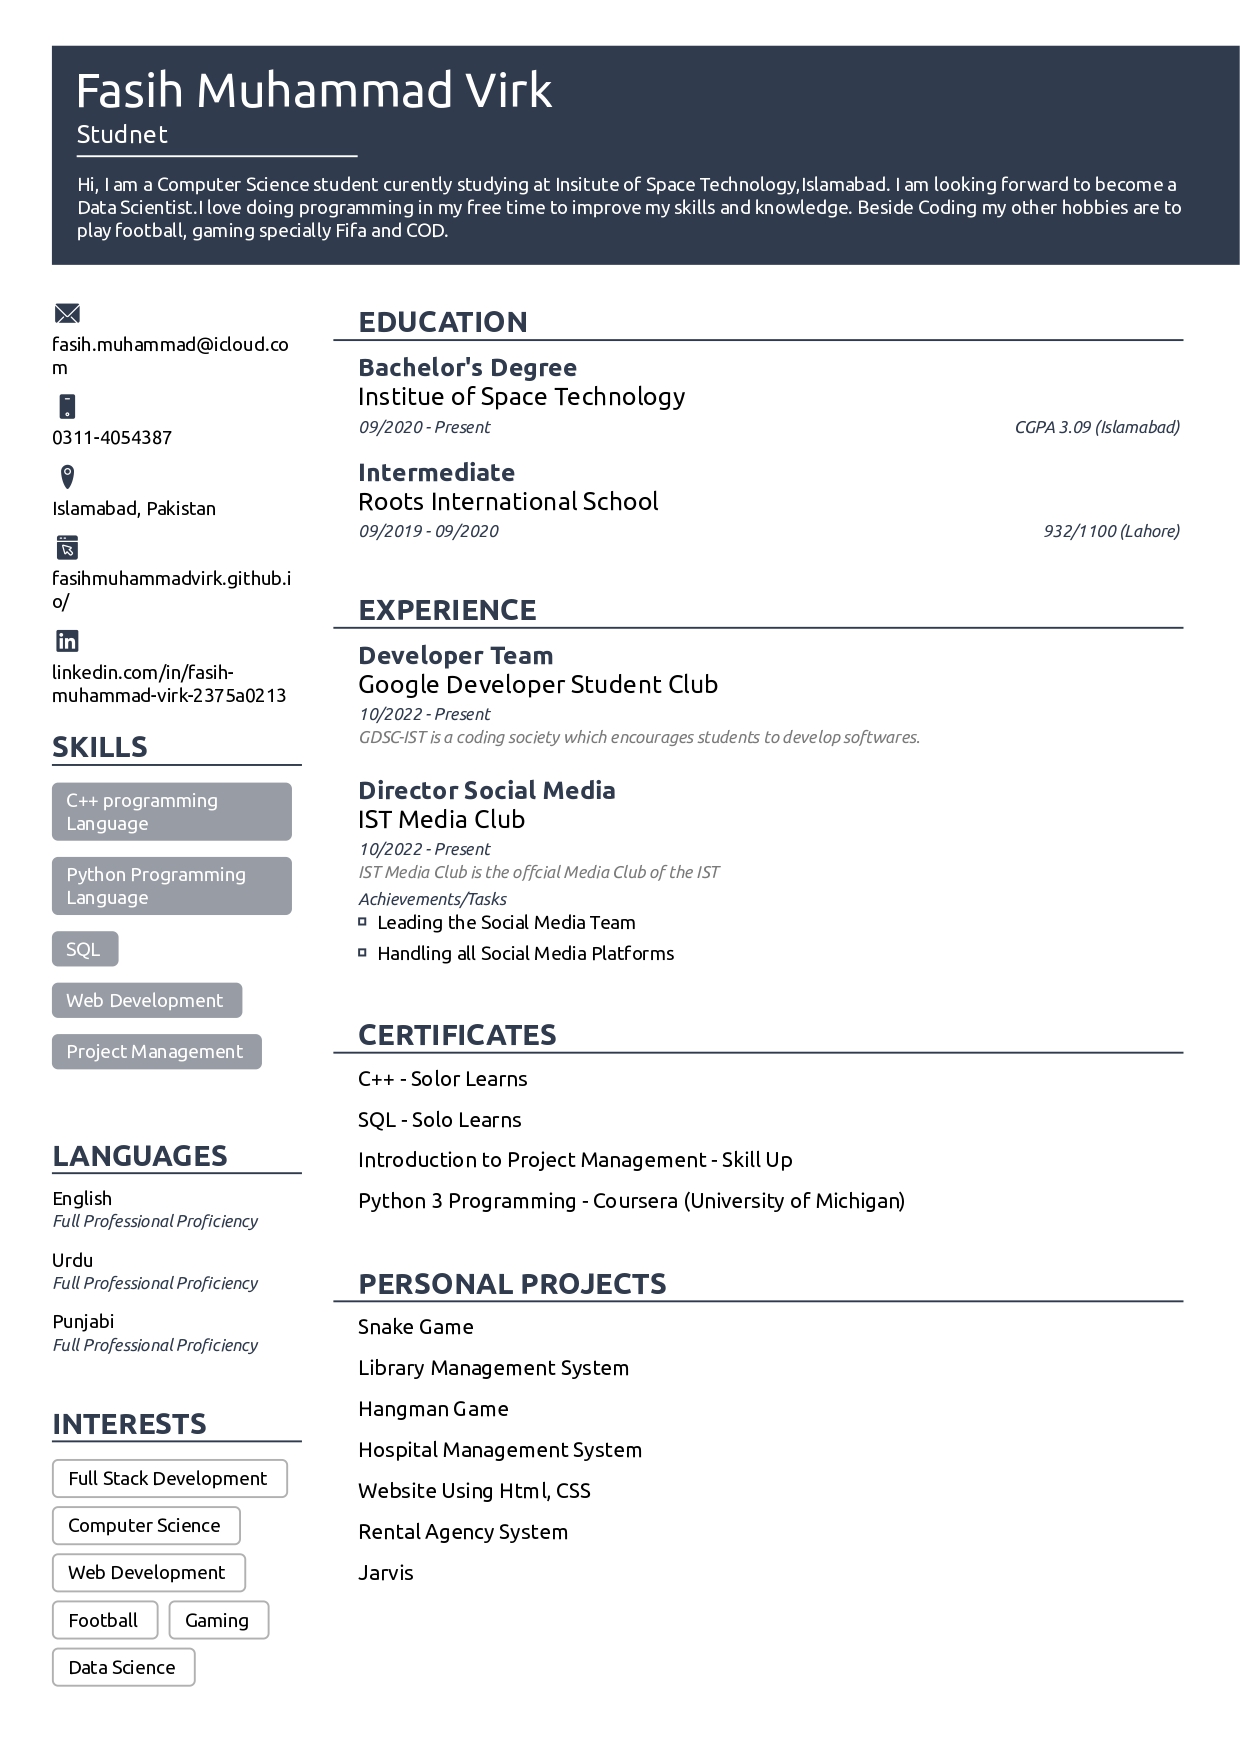 Fasih Muhammad Virk
Studnet
Hi, I am a Computer Science student curently studying at Insitute of Space Technology,Islamabad. I am looking forward to become a
Data Scientist.I love doing programming in my free time to improve my skills and knowledge. Beside Coding my other hobbies are to
play football, gaming specially Fifa and COD.
fasih.muhammad@icloud.co
m
0311-4054387
Islamabad, Pakistan
fasihmuhammadvirk.github.i
o/
linkedin.com/in/fasih-
muhammad-virk-2375a0213
SKILLS
C++ programming
Language
Python Programming
Language
SQL
Web Development
Project Management
LANGUAGES
English
Full Professional Proficiency
Urdu
Full Professional Proficiency
Punjabi
Full Professional Proficiency
INTERESTS
Full Stack Development
Computer Science
Web Development
Football Gaming
Data Science
EDUCATION
Bachelor's Degree
Institue of Space Technology
09/2020 - Present CGPA 3.09 (Islamabad)
Intermediate
Roots International School
09/2019 - 09/2020 932/1100 (Lahore)
EXPERIENCE
Developer Team
Google Developer Student Club
10/2022 - Present
GDSC-IST is a coding society which encourages students to develop softwares.
Director Social Media
IST Media Club
10/2022 - Present
IST Media Club is the offcial Media Club of the IST
Achievements/Tasks
Leading the Social Media Team
Handling all Social Media Platforms
CERTIFICATES
C++ - Solor Learns
SQL - Solo Learns
Introduction to Project Management - Skill Up
Python 3 Programming - Coursera (University of Michigan)
PERSONAL PROJECTS
Snake Game
Library Management System
Hangman Game
Hospital Management System
Website Using Html, CSS
Rental Agency System
Jarvis